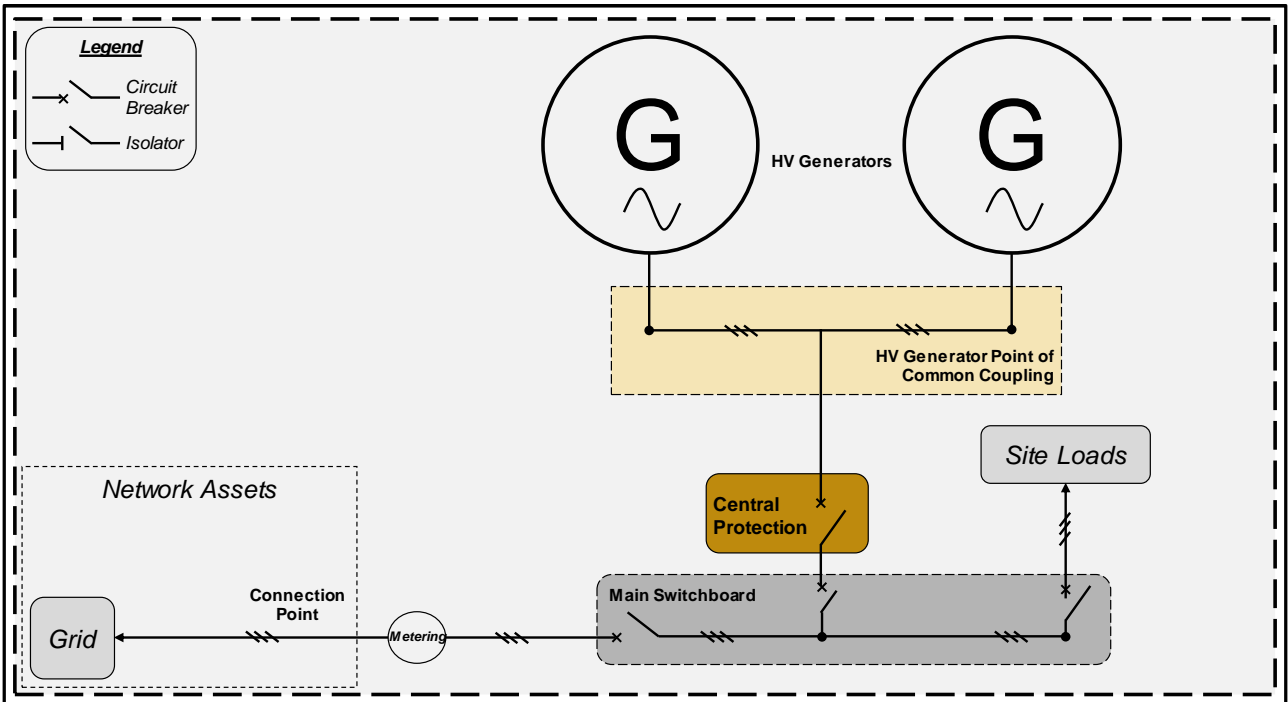 Legend
Circuit
Breaker
Isolator
G
G
HV Generators
HV Generator Point of
Common Coupling
Site Loads
Network Assets
Central
Protection
Main Switchboard
Connection
Point
Grid
Metering